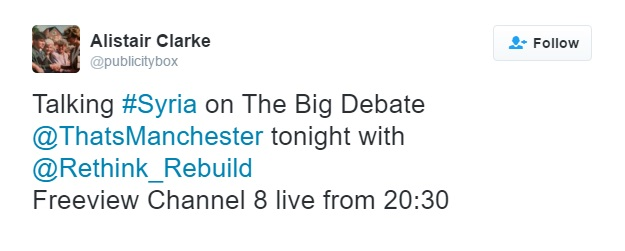 Alistair Clarke
@publicitybox
Follow
Talking #Syria on The Big Debate
@ThatsManchester tonight with
@Rethink_Rebuild
Freeview Channel 8 live from 20:30